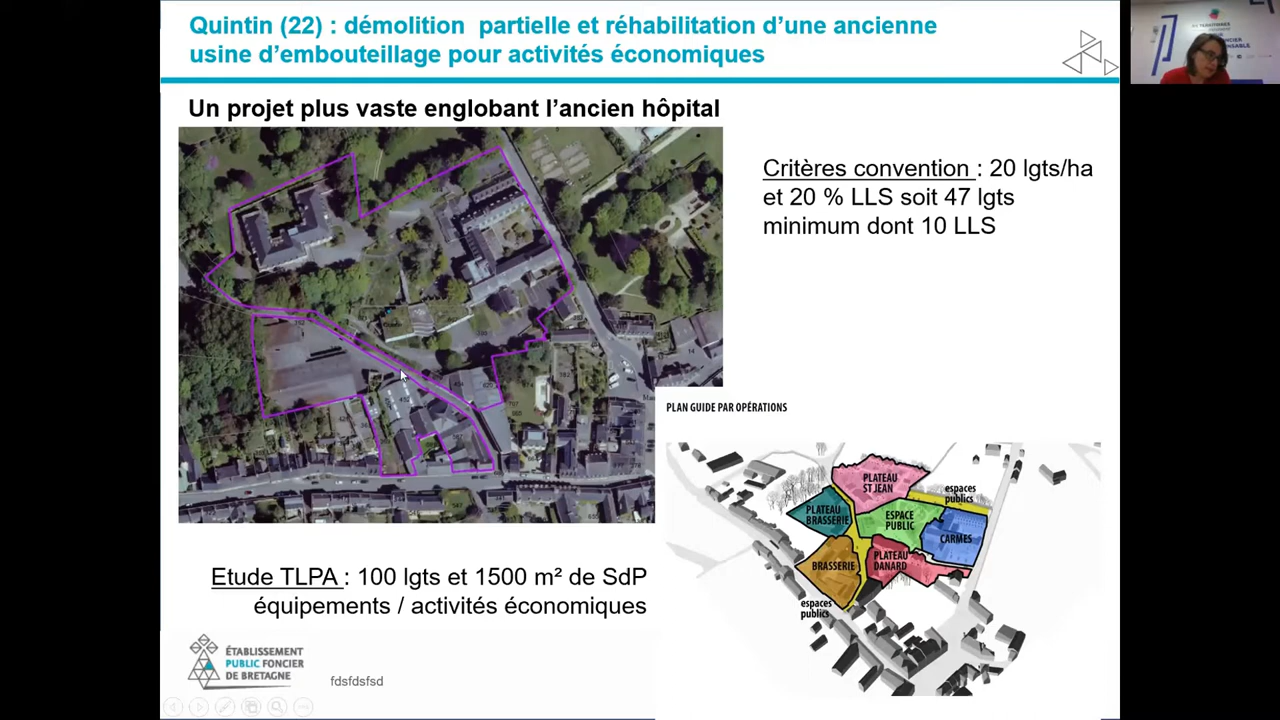 Quintin (22) : démolition partielle et réhabilitation d’une ancienne
usine d’embouteillage pour activités économiques
Un projet plus vaste englobant l’ancien hôpital
Critères convention : 20 lgts/ha
et 20 % LLS soit 47 lgts
minimum dont 10 LLS
PLAN GUIDE PAR OPÉRATIONS
PLATEAU
ST JEAN
espaces
publics
PLATEAU
BRASSERIE
ESPACE
PUBLIC
CARMES
BRASSERIE
PLATEAU
DANARD
espaces
publics
Etude TLPA : 100 lgts et 1500 m² de SdP
équipements / activités économiques
ÉTABLISSEMENT
PUBLIC FONCIER
DE BRETAGNE
fdsfdsfsd